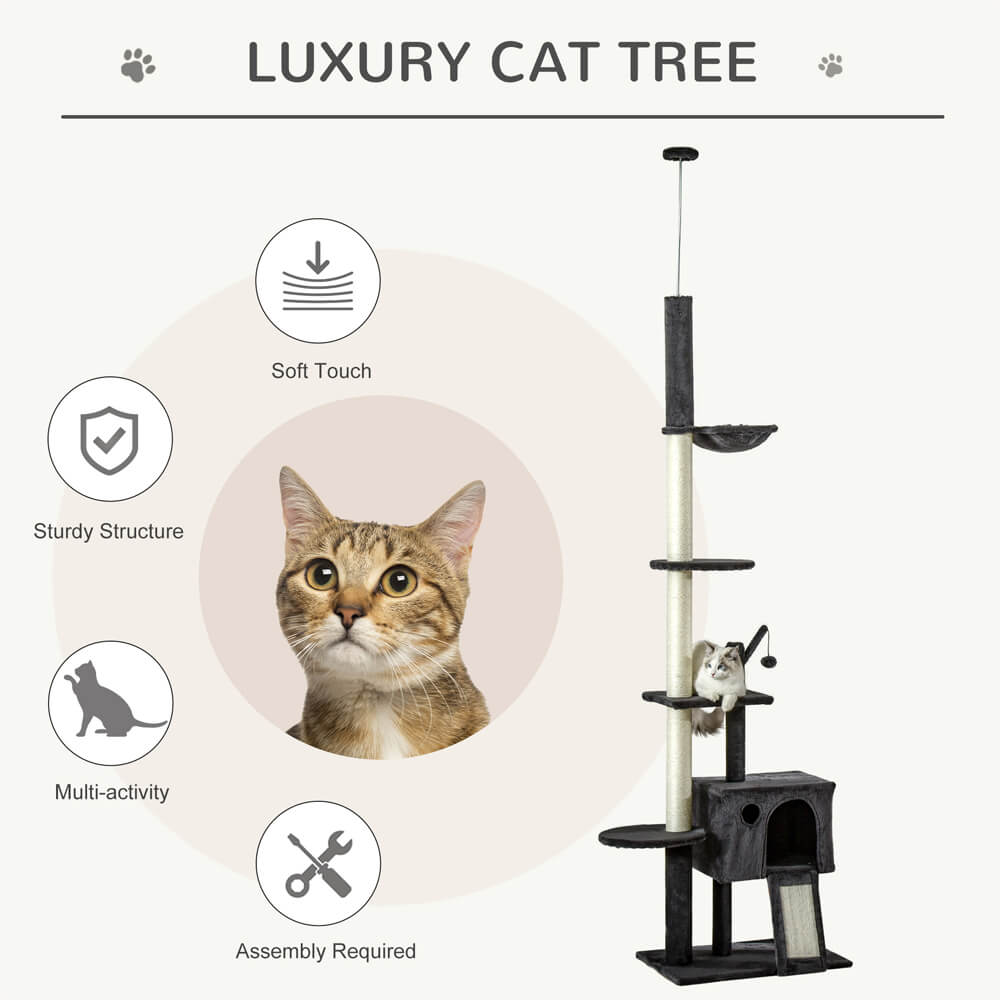 LUXURY CAT TREE
Soft Touch
Sturdy Structure
Multi-activity
Assembly Required